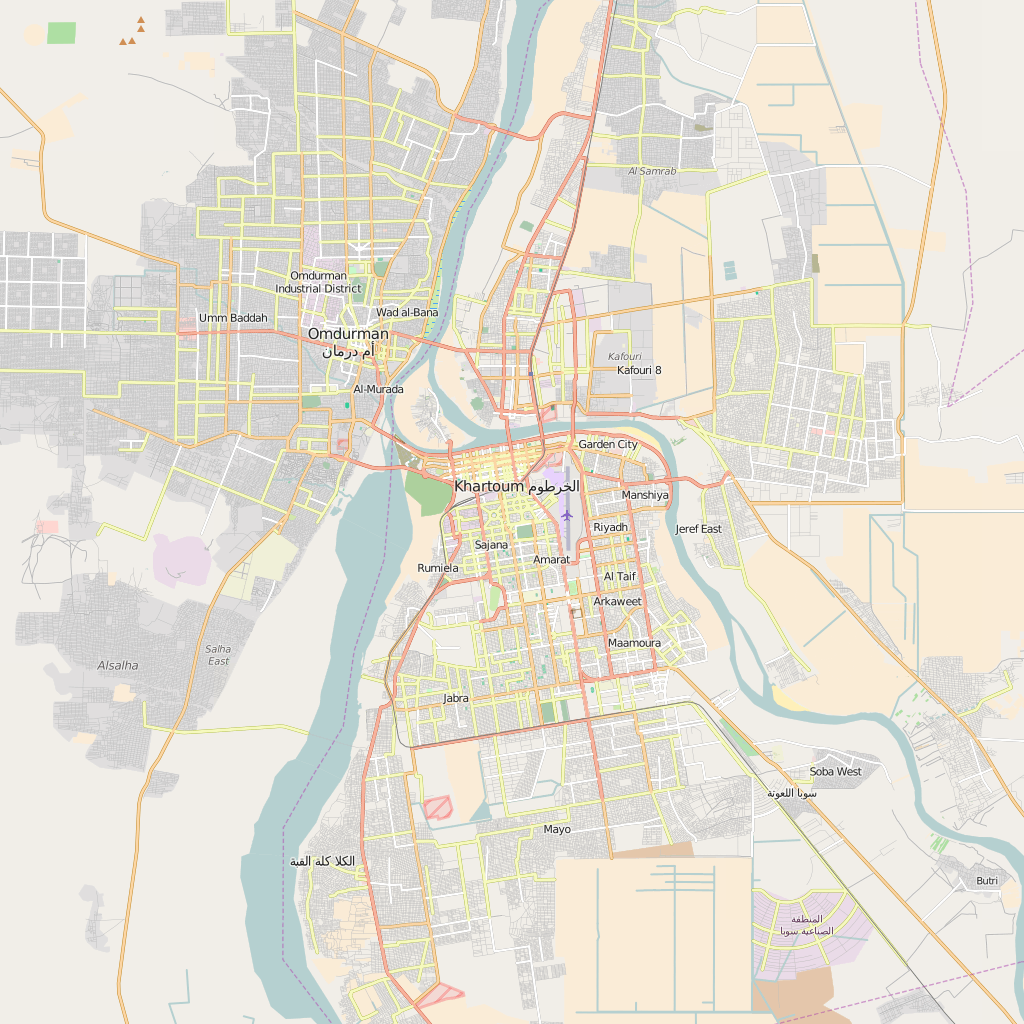 Al Samrab
Omdurman
Industrial District
Umm Baddah
Wad al-Bana
Omdurman
أم درمان
Kafouri
Kafouri 8
Al-Murada
Garden City
Khartoum الخرطوم
Manshiya
Riyadh
Jeref East
Sajana
Amarat
Rumiela
Al Taif
Arkaweet
Maamoura
Salha
East
Alsalha
Jabra
Soba West
سوبا اللعوتة
Mayo
الكلا كلة القبة
Butri
المنطقة
الصناعية سوبا